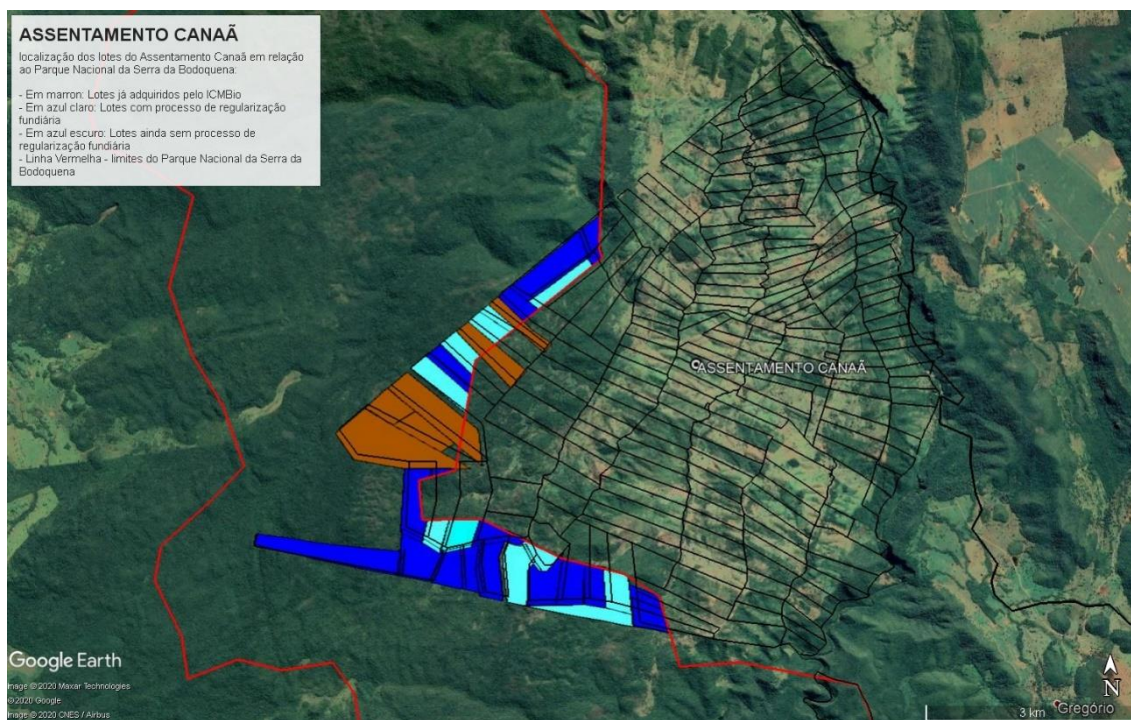 ASSENTAMENTO CANAÃ
localização dos lotes do Assentamento Canaã em relação
ao Parque Nacional da Serra da Bodoquena:
- Em marron: Lotes já adquiridos pelo ICMBio
- Em azul claro: Lotes com processo de regularização
fundiária
- Em azul escuro: Lotes ainda sem processo de
regularização fundiária
- Linha Vermelha - limites do Parque Nacional da Serra da
Bodoquena
ASSENTAMENTO CANAÃ
Google Earth
Image © 2020 Maxar Technologies
© 2020 Google
Image © 2020 CNES / Airbus
N
3 km
Gregório